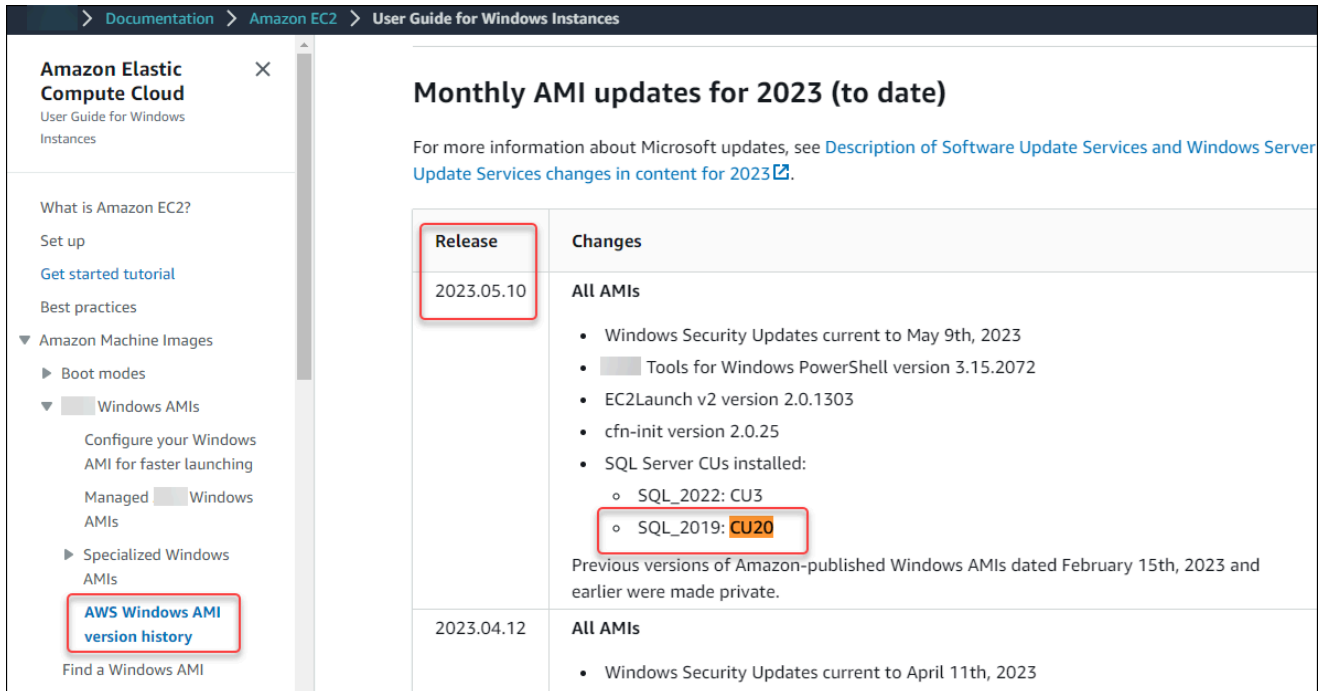 Documentation > Amazon EC2 > User Guide for Windows Instances
Amazon Elastic
Compute Cloud
User Guide for Windows
Instances
What is Amazon EC2?
Set up
Get started tutorial
Best practices
Amazon Machine Images
Boot modes
Windows AMIs
Configure your Windows
AMI for faster launching
Managed Windows
AMIs
Specialized Windows
AMIs
AWS Windows AMI
version history
Find a Windows AMI
Monthly AMI updates for 2023 (to date)
For more information about Microsoft updates, see Description of Software Update Services and Windows Server
Update Services changes in content for 2023.
Release Changes
2023.05.10 All AMIs
• Windows Security Updates current to May 9th, 2023
• Tools for Windows PowerShell version 3.15.2072
• EC2Launch v2 version 2.0.1303
• cfn-init version 2.0.25
• SQL Server CUs installed:
◦ SQL_2022: CU3
◦ SQL_2019: CU20
Previous versions of Amazon-published Windows AMIs dated February 15th, 2023 and
earlier were made private.
2023.04.12 All AMIs
• Windows Security Updates current to April 11th, 2023